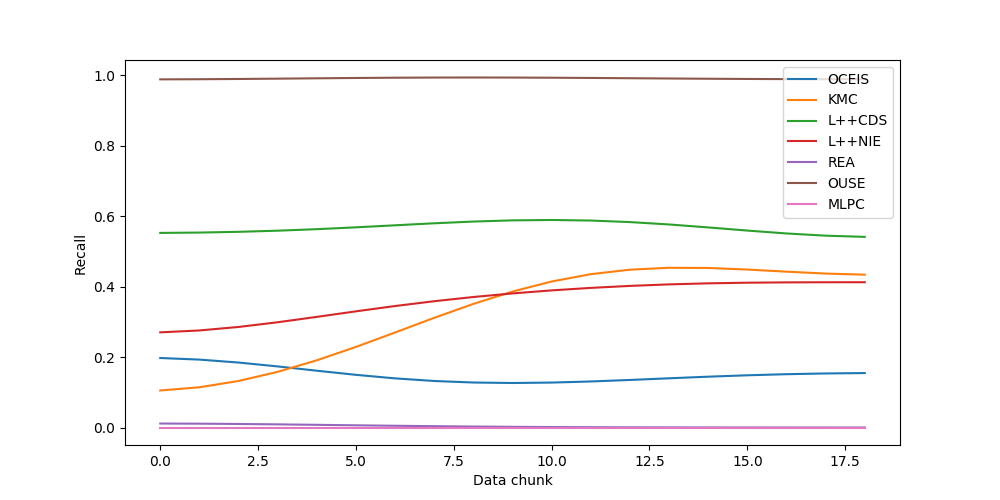 1.0
0.8
0.6
0.4
0.2
0.0
Recall
0.0 2.5 5.0 7.5 10.0 12.5 15.0 17.5
Data chunk
OCEIS
KMC
L++CDS
L++NIE
REA
OUSE
MLPC